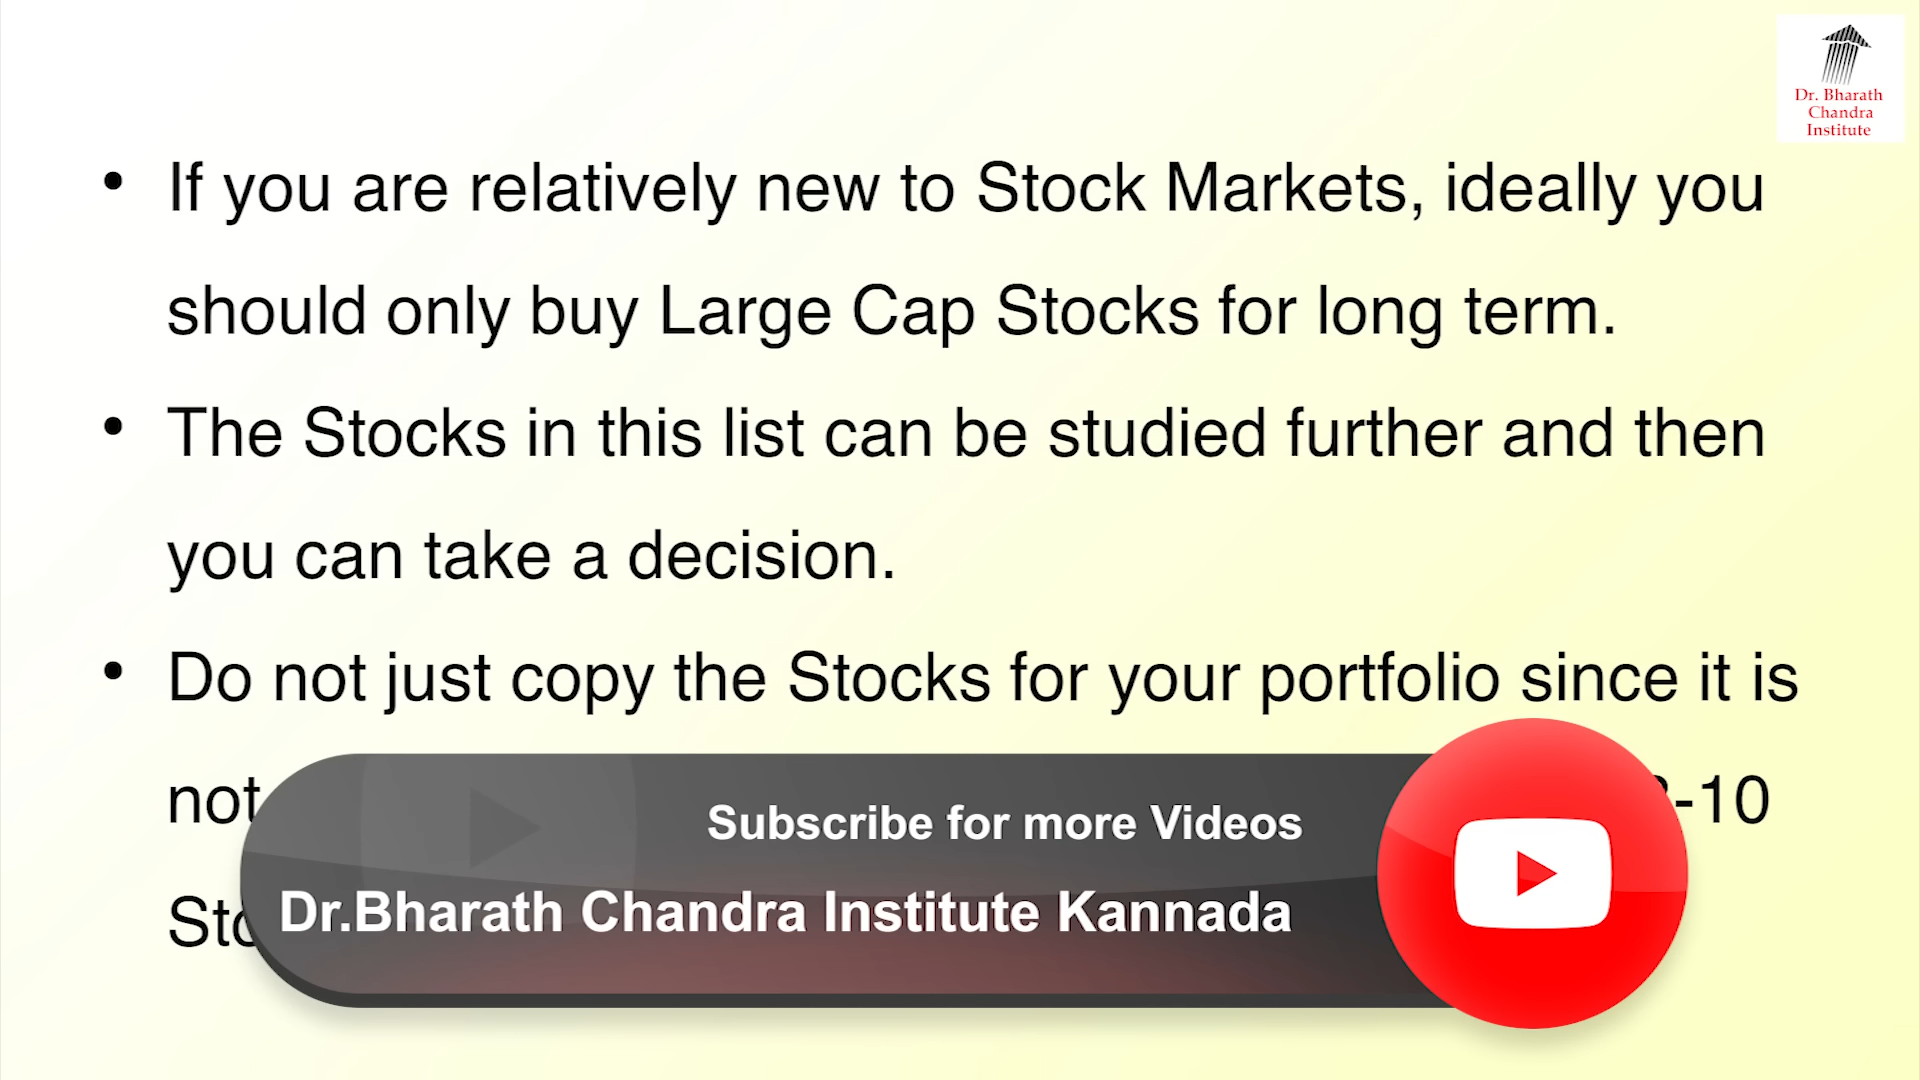 Dr. Bharath
Chandra
Institute
• If you are relatively new to Stock Markets, ideally you
should only buy Large Cap Stocks for long term.
• The Stocks in this list can be studied further and then
you can take a decision.
• Do not just copy the Stocks for your portfolio since it is
not -10
Subscribe for more Videos
Dr.Bharath Chandra Institute Kannada